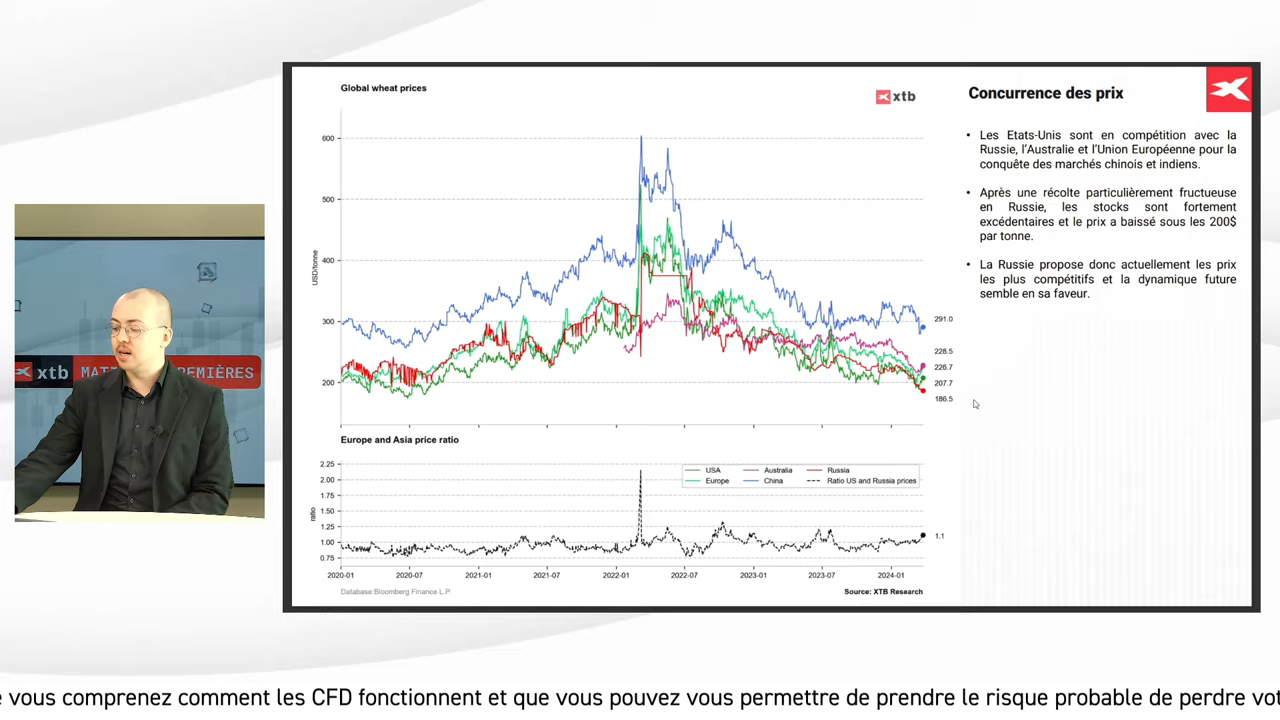 Global wheat prices
xtb
Concurrence des prix
600
500
400
300
200
USD/tonne
291.0
228.5
226.7
207.7
186.5
• Les Etats-Unis sont en compétition avec la
Russie, l'Australie et l'Union Européenne pour la
conquête des marchés chinois et indiens.
• Après une récolte particulièrement fructueuse
en Russie, les stocks sont fortement
excédentaires et le prix a baissé sous les 200$
par tonne.
• La Russie propose donc actuellement les prix
les plus compétitifs et la dynamique future
semble en sa faveur.
xtb MAT EMIÈRES
Europe and Asia price ratio
2.25
2.00
1.75
1.50
1.25
1.00
0.75
ratio
USA Australia Russia
Europe China Ratio US and Russia prices
1.1
2020-01 2020-07 2021-01 2021-07 2022-01 2022-07 2023-01 2023-07 2024-01
Database:Bloomberg Finance L.P.
Source: XTB Research
e vous comprenez comment les CFD fonctionnent et que vous pouvez vous permettre de prendre le risque probable de perdre vot